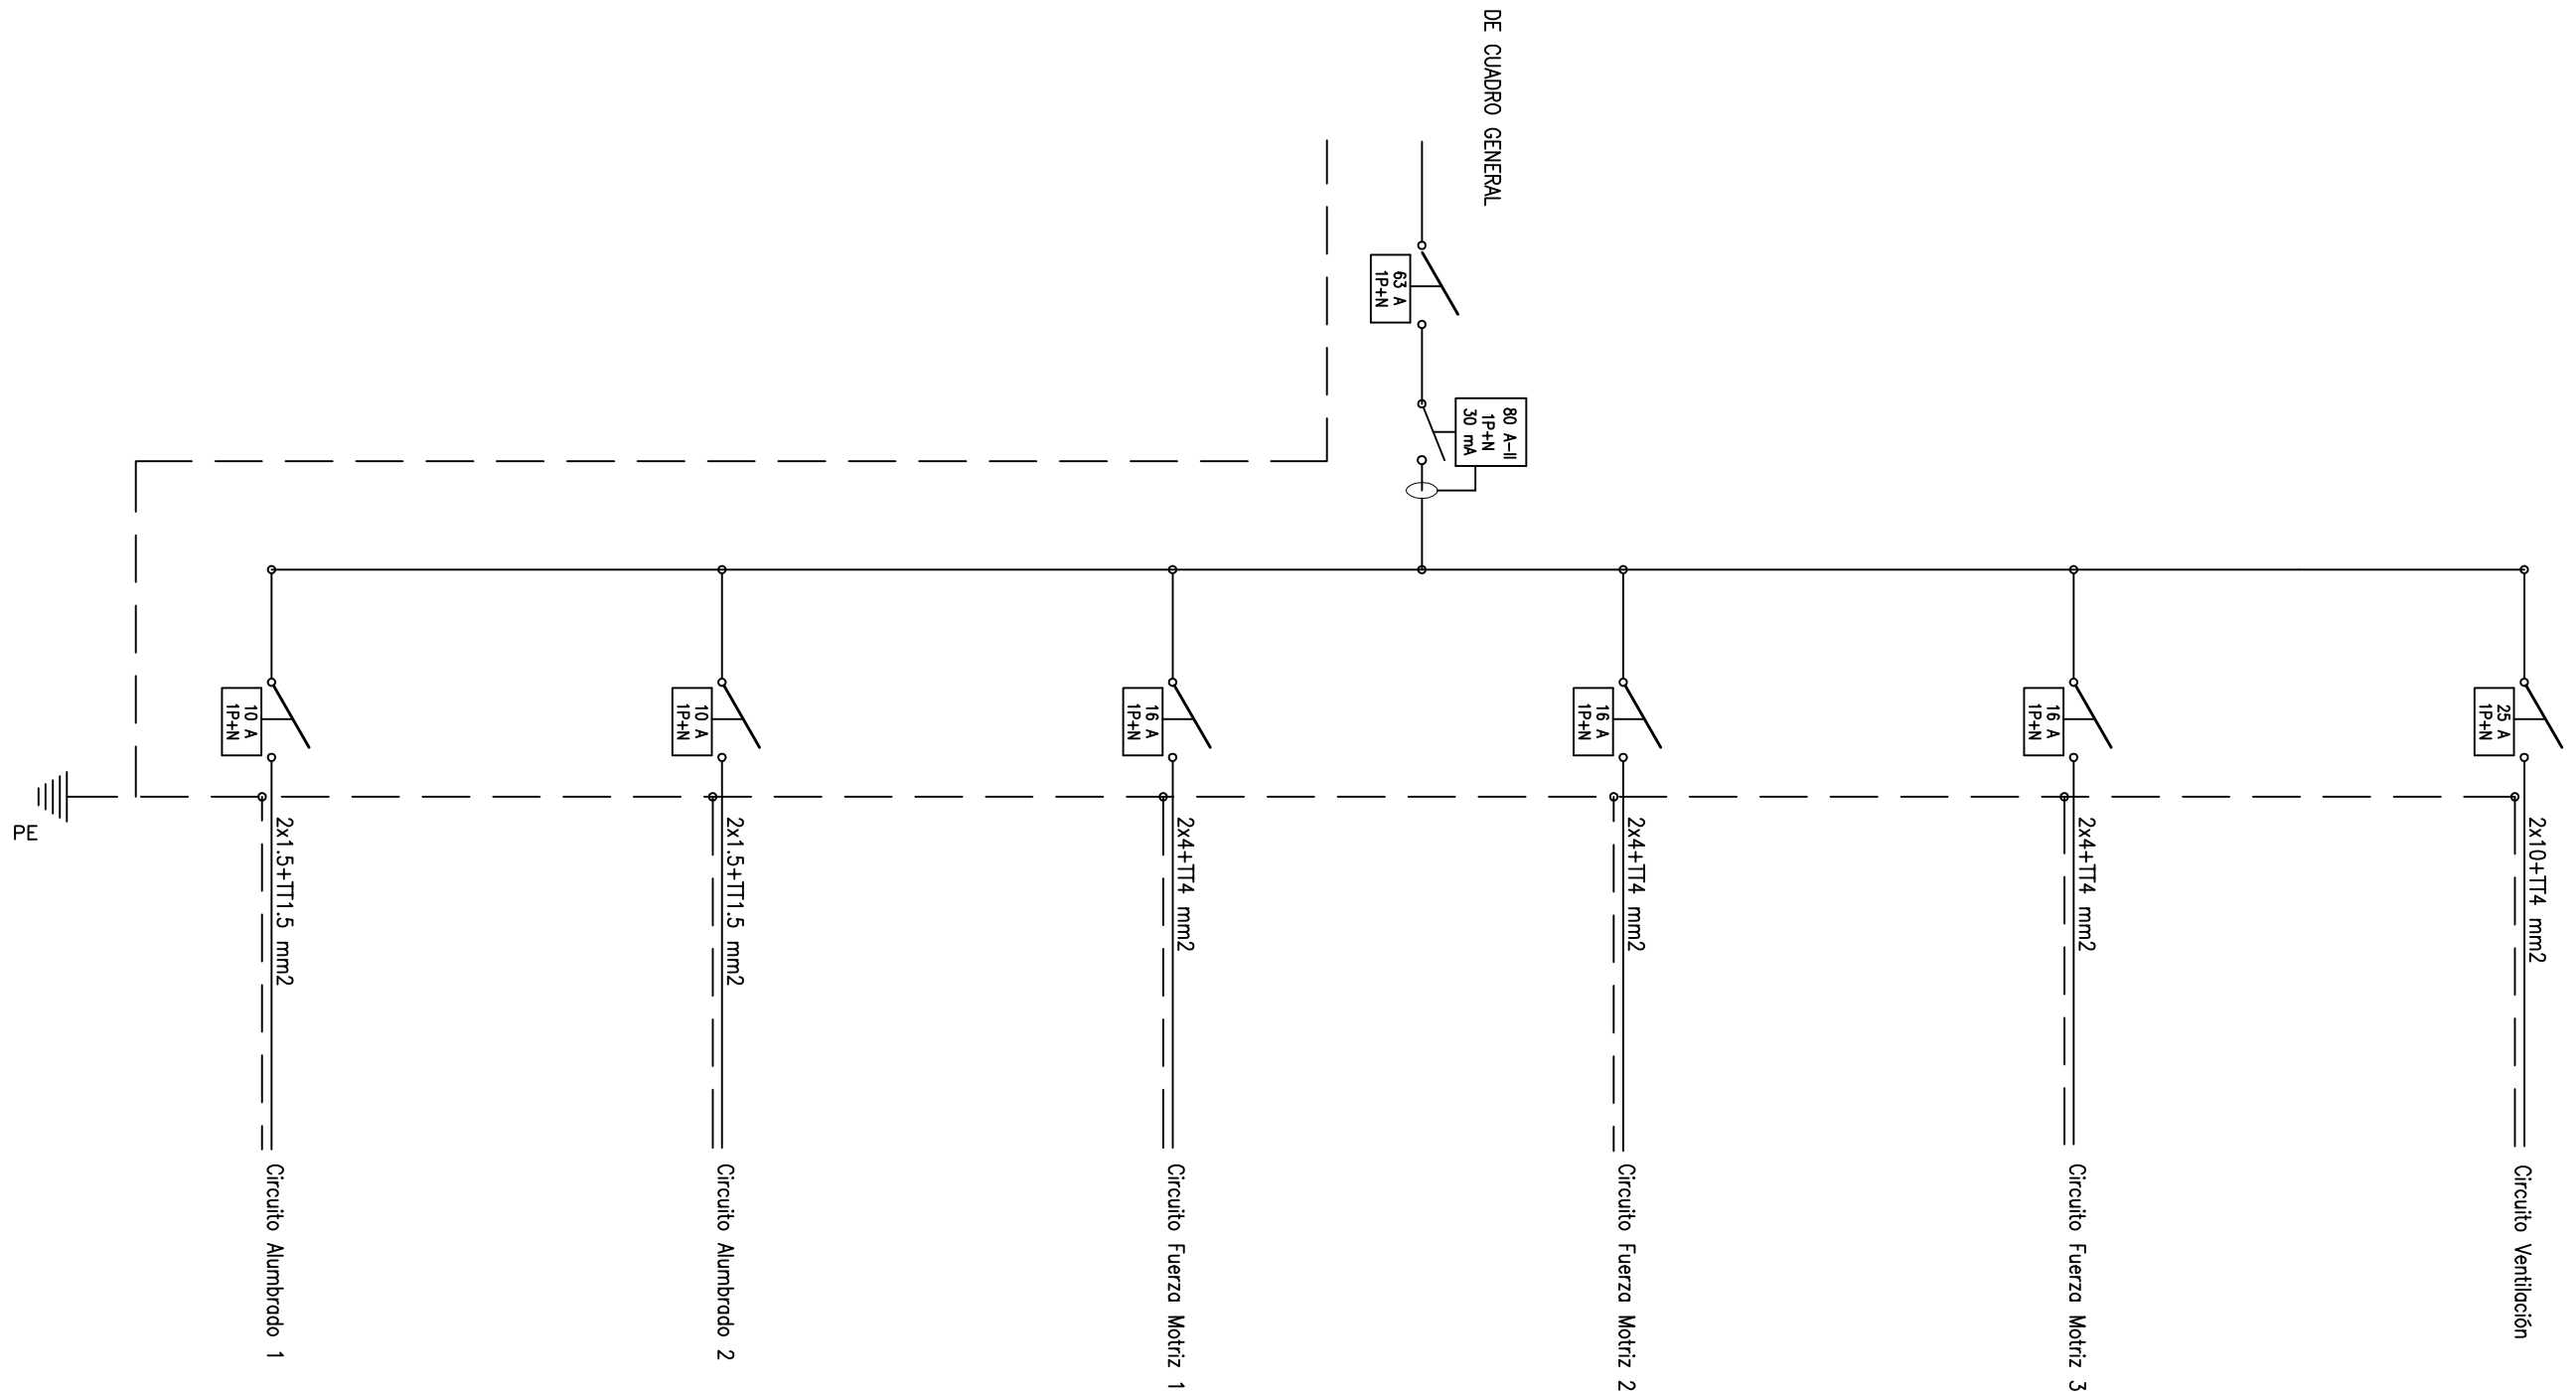 DE CUADRO GENERAL
63 A
1P+N
80 A-II
1P+N
30 mA
10 A
1P+N
10 A
1P+N
16 A
1P+N
16 A
1P+N
16 A
1P+N
25 A
1P+N
PE
2x1.5+TT1.5 mm2
2x1.5+TT1.5 mm2
2x4+TT4 mm2
2x4+TT4 mm2
2x4+TT4 mm2
2x10+TT4 mm2
Circuito Alumbrado 1
Circuito Alumbrado 2
Circuito Fuerza Motriz 1
Circuito Fuerza Motriz 2
Circuito Fuerza Motriz 3
Circuito Ventilación